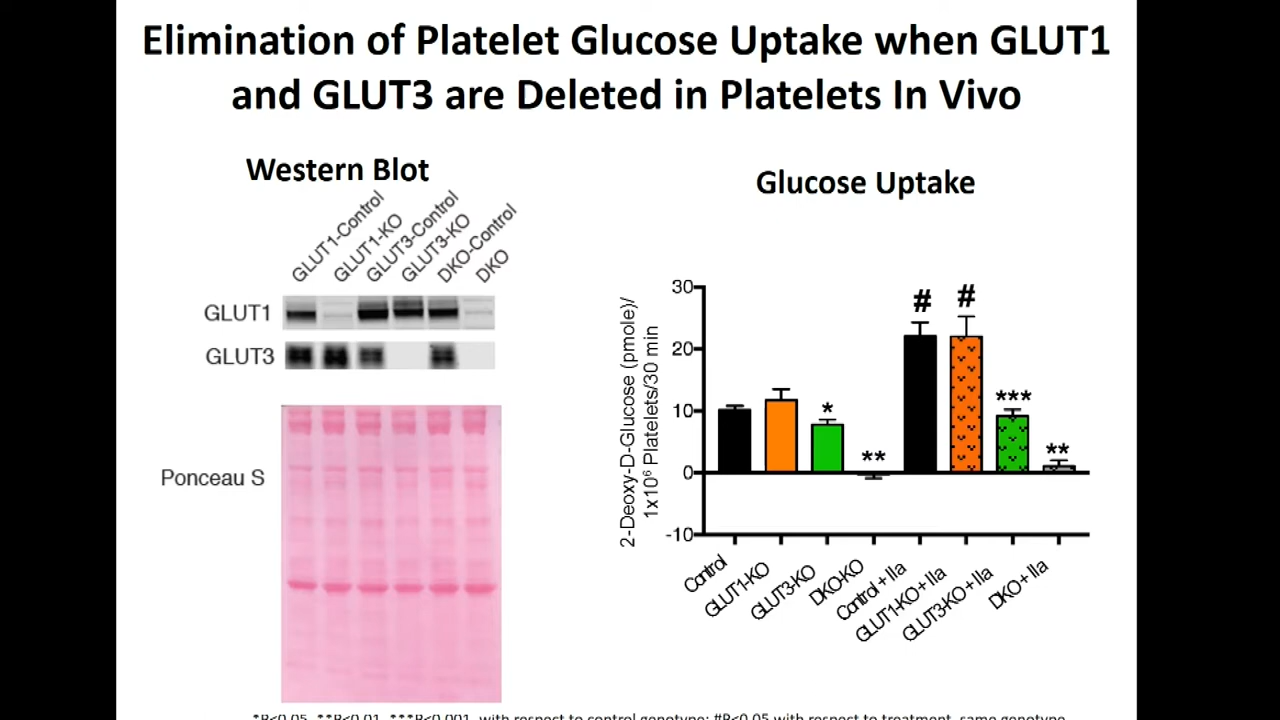 Elimination of Platelet Glucose Uptake when GLUT1
and GLUT3 are Deleted in Platelets In Vivo
Western Blot
GLUT1-Control
GLUT1-KO
GLUT3-Control
GLUT3-KO
DKO-Control
DKO
GLUT1
GLUT3
Ponceau S
Glucose Uptake
2-Deoxy-D-Glucose (pmole)/
1x10⁶ Platelets/30 min
30
20
10
0
-10
*
**
#
#
***
**
Control
GLUT1-KO
GLUT3-KO
DKO-KO
Control + IIa
GLUT1-KO + IIa
GLUT3-KO + IIa
DKO + IIa
*P<0.05, **P<0.01, ***P<0.001, with respect to control genotype; #P<0.05 with respect to treatment, same genotype